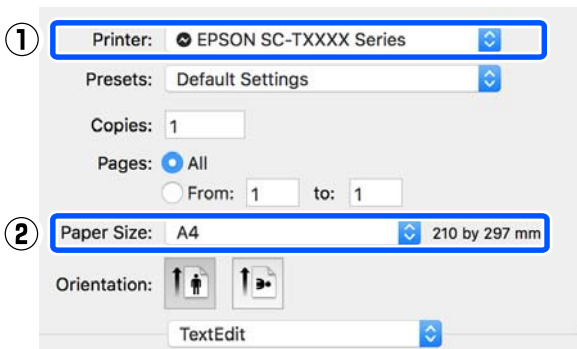 ① Printer: EPSON SC-TXXXX Series
Presets: Default Settings
Copies: 1
Pages: All
From: 1 to: 1
② Paper Size: A4 210 by 297 mm
Orientation:
TextEdit